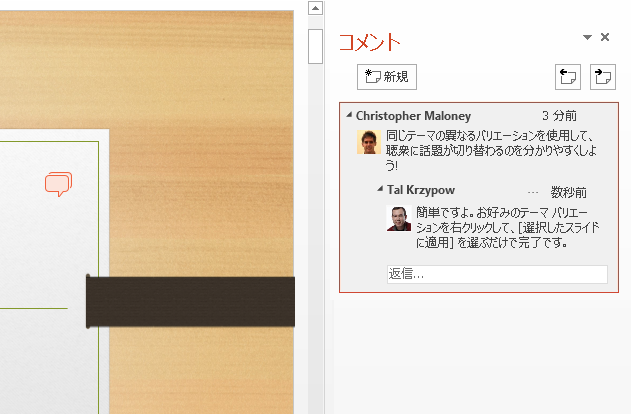 コメント
新規
Christopher Maloney 3 分前
同じテーマの異なるバリエーションを使用して、
聴衆に話題が切り替わるのを分かりやすくしよ
う!
Tal Krzypow ... 数秒前
簡単ですよ。お好みのテーマ バリエー
ションを右クリックして、[選択したスライド
に適用] を選ぶだけで完了です。
返信...